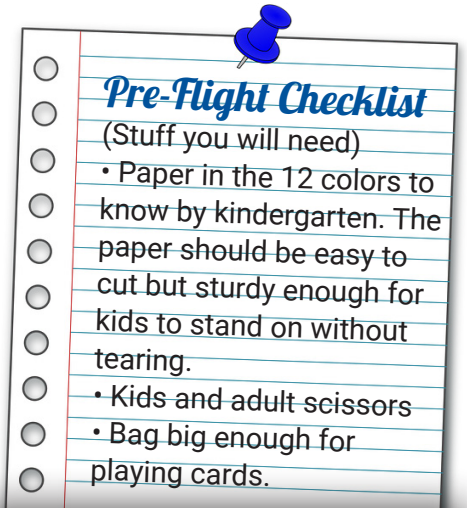 Pre-Flight Checklist
(Stuff you will need)
• Paper in the 12 colors to
know by kindergarten. The
paper should be easy to
cut but sturdy enough for
kids to stand on without
tearing.
• Kids and adult scissors
• Bag big enough for
playing cards.